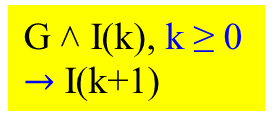 G ^ I(k), k ≥ 0
→ I(k+1)